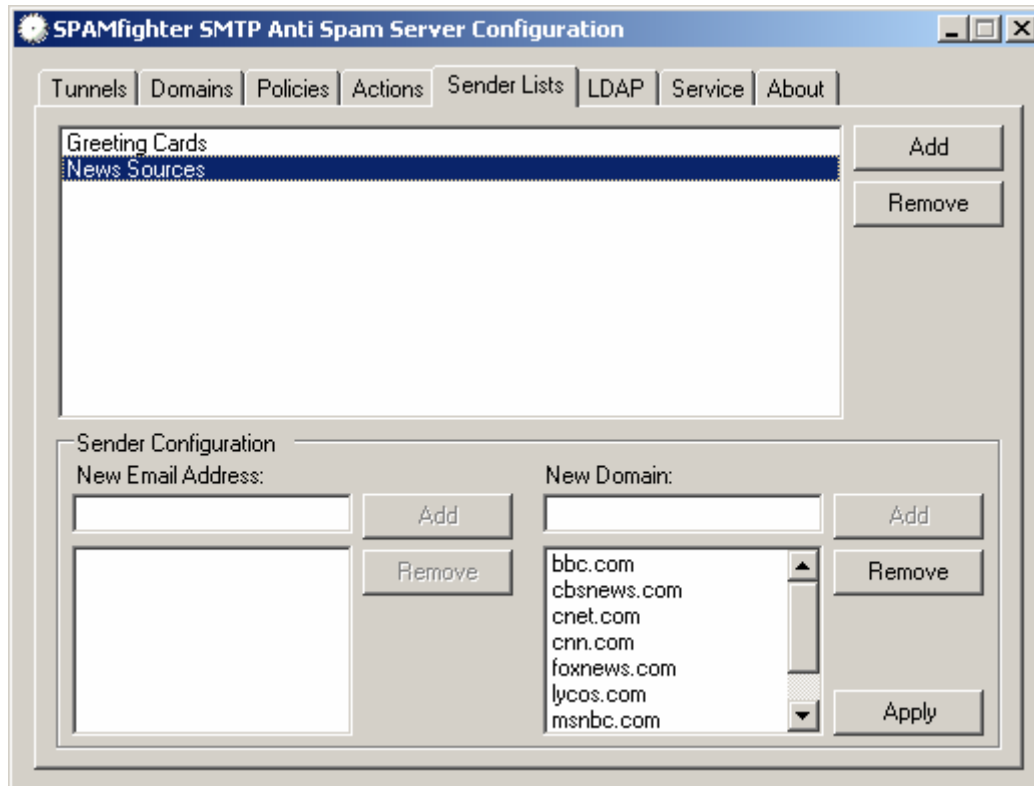 SPAMfighter SMTP Anti Spam Server Configuration
Tunnels Domains Policies Actions Sender Lists LDAP Service About
Greeting Cards
News Sources
Add
Remove
Sender Configuration
New Email Address:
Add
Remove
New Domain:
Add
bbc.com
cbsnews.com
cnet.com
cnn.com
foxnews.com
lycos.com
msnbc.com
Remove
Apply